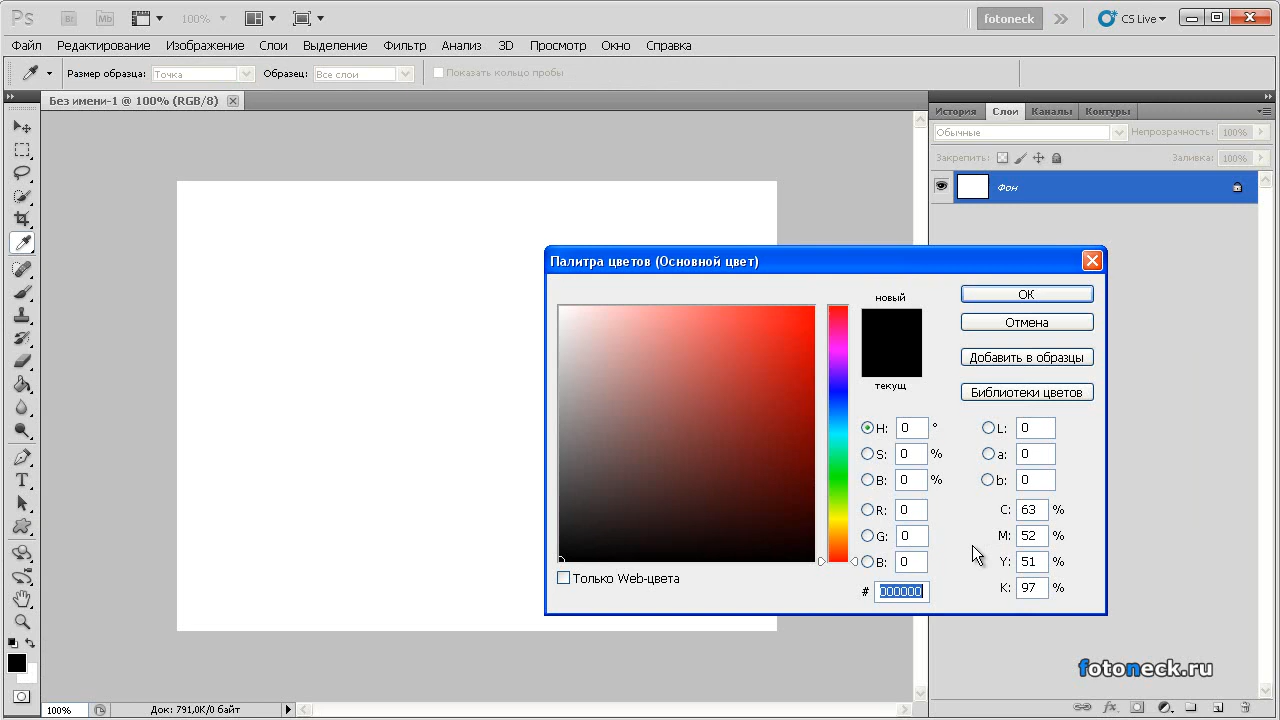 Ps Br Mb 100% fotoneck CS Live
Файл Редактирование Изображение Слои Выделение Фильтр Анализ 3D Просмотр Окно Справка
Размер образца: Точка Образец: Все слои Показать кольцо пробы
Без имени-1 @ 100% (RGB/8)
История Слои Каналы Контуры
Обычные Непрозрачность: 100%
Закрепить: Заливка: 100%
Фон
Палитра цветов (Основной цвет)
новый
текущ
OK
Отмена
Добавить в образцы
Библиотеки цветов
H: 0 ° L: 0
S: 0 % a: 0
B: 0 % b: 0
R: 0 C: 63 %
G: 0 M: 52 %
B: 0 Y: 51 %
# 000000 K: 97 %
Только Web-цвета
fotoneck.ru
100% Док: 791,0K/0 байт